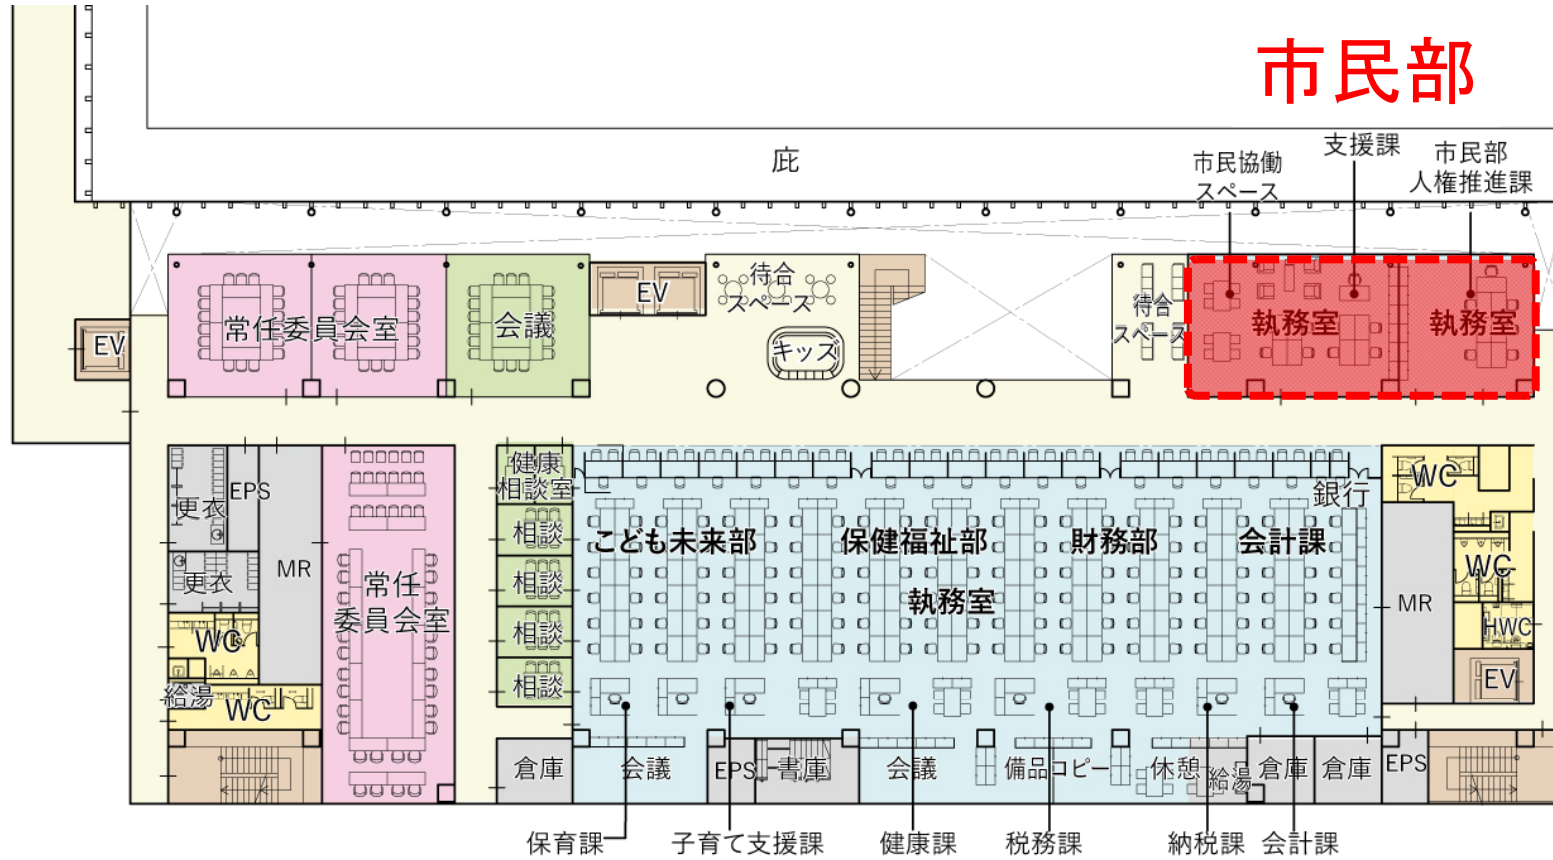 市民部
庇
市民協働
スペース
支援課
市民部
人権推進課
EV
常任委員会室
会議
EV
待合
スペース
キッズ
待合
スペース
執務室
執務室
更衣
EPS
更衣
MR
WC
給湯
WC
常任
委員会室
健康
相談室
相談
相談
相談
相談
こども未来部
保健福祉部
財務部
会計課
執務室
銀行
WC
WC
MR
HWC
EV
倉庫
会議
EPS
書庫
会議
備品コピー
休憩
給湯
倉庫
倉庫
EPS
保育課
子育て支援課
健康課
税務課
納税課
会計課